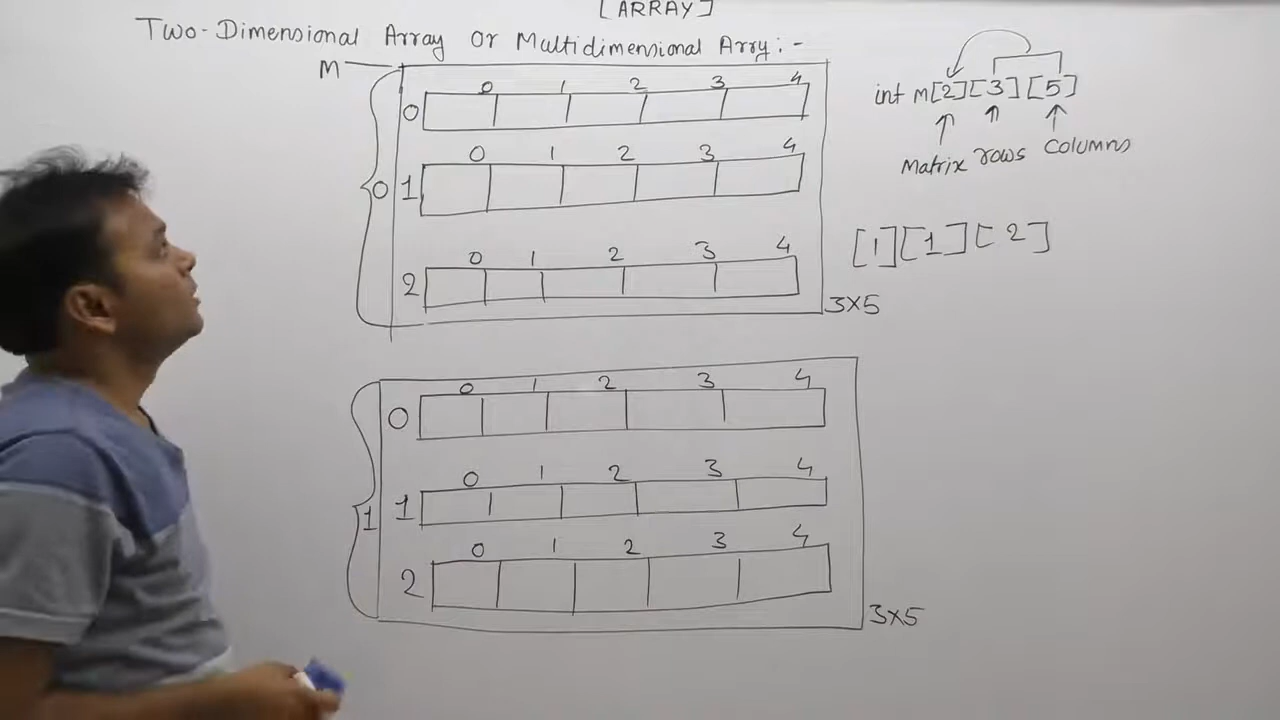 [ARRAY]
Two-Dimensional Array Or Multidimensional Arry:-
M
0 1 2 3 4
0
0 1 2 3 4
0 1
0 1 2 3 4
2
3X5
0 1 2 3 4
0
0 1 2 3 4
1 1
0 1 2 3 4
2
3X5
int m[2][3][5]
Matrix rows Columns
[1][1][2]